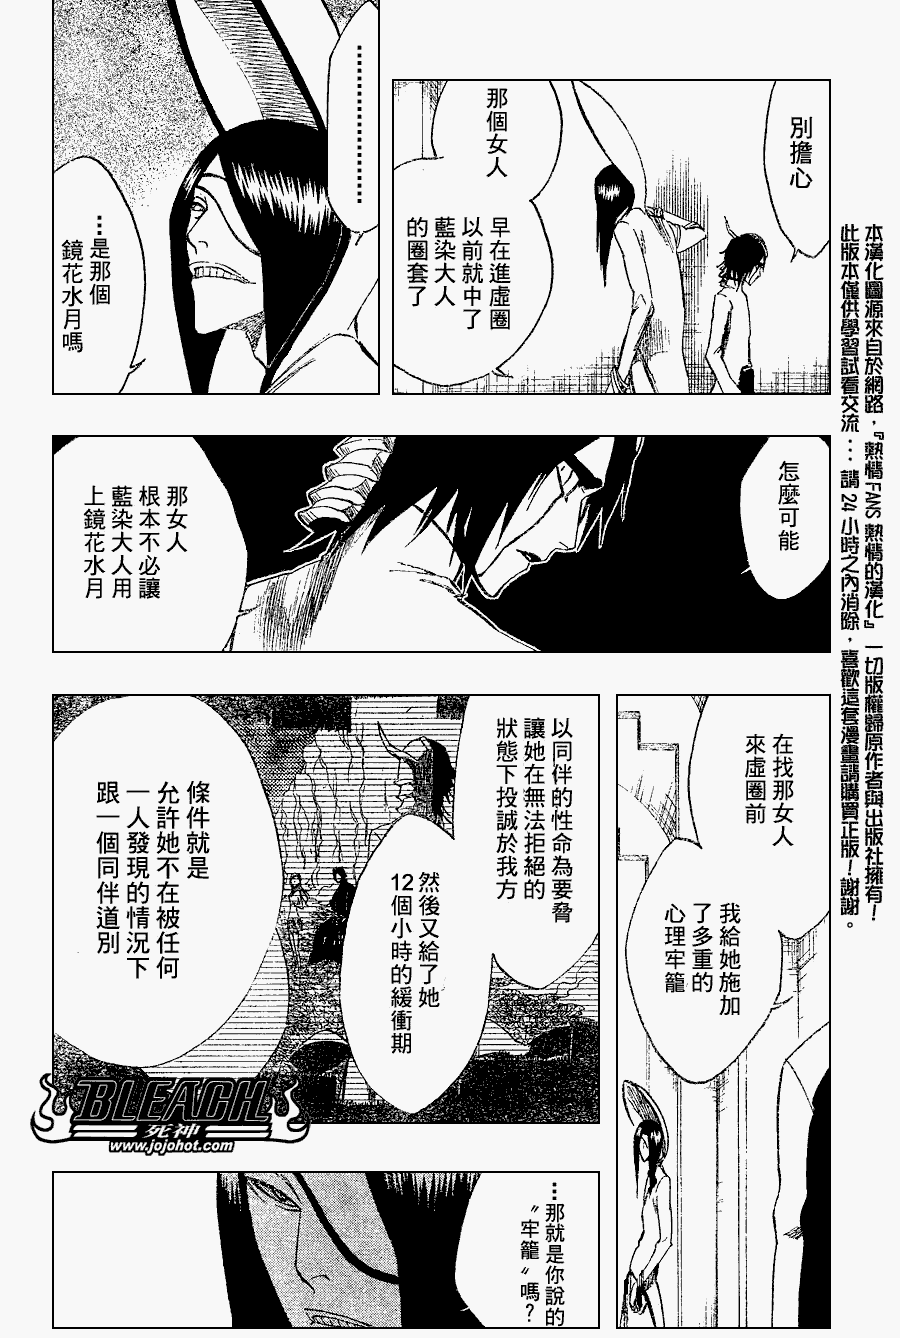 別擔心
那個女人
早在進虛圈
以前就中了
藍染大人
的圈套了
………………
…是那個
鏡花水月嗎
怎麼可能
那女人
根本不必讓
藍染大人用
上鏡花水月
在找那女人
來虛圈前
我給她施加
了多重的
心理牢籠
以同伴的性命為要脅
讓她在無法拒絕的
狀態下投誠於我方
然後又給了她
12個小時的緩衝期
條件就是
允許她不在被任何
一人發現的情況下
跟一個同伴道別
…那就是你說的
〝牢籠〞嗎?
本漢化圖源來自於網路,『熱情FANS 熱情的漢化』一切版權歸原作者與出版社擁有!
此版本僅供學習試看交流…請24小時之內消除,喜歡這套漫畫請購買正版!謝謝。
BLEACH
死神
www.jojohot.com